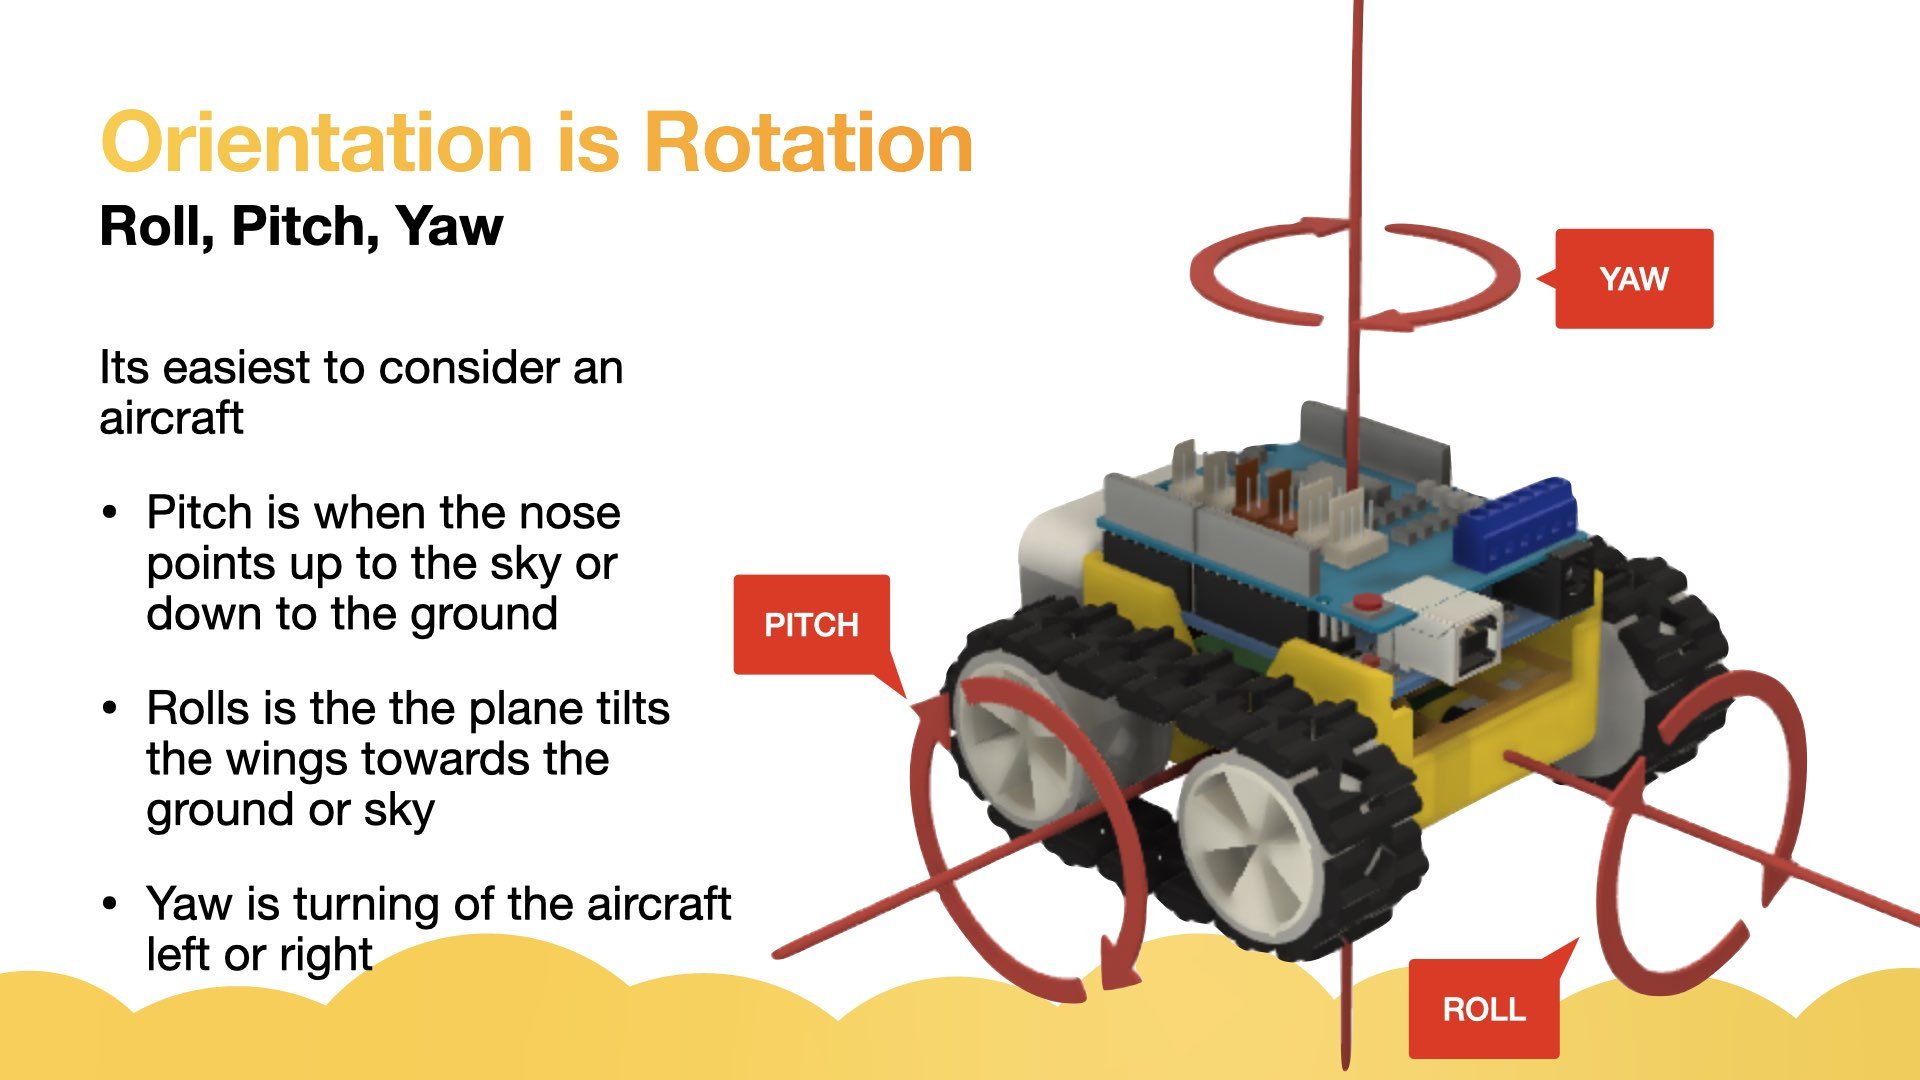 Orientation is Rotation
Roll, Pitch, Yaw
Its easiest to consider an
aircraft
• Pitch is when the nose
points up to the sky or
down to the ground
• Rolls is the the plane tilts
the wings towards the
ground or sky
• Yaw is turning of the aircraft
left or right
YAW
PITCH
ROLL